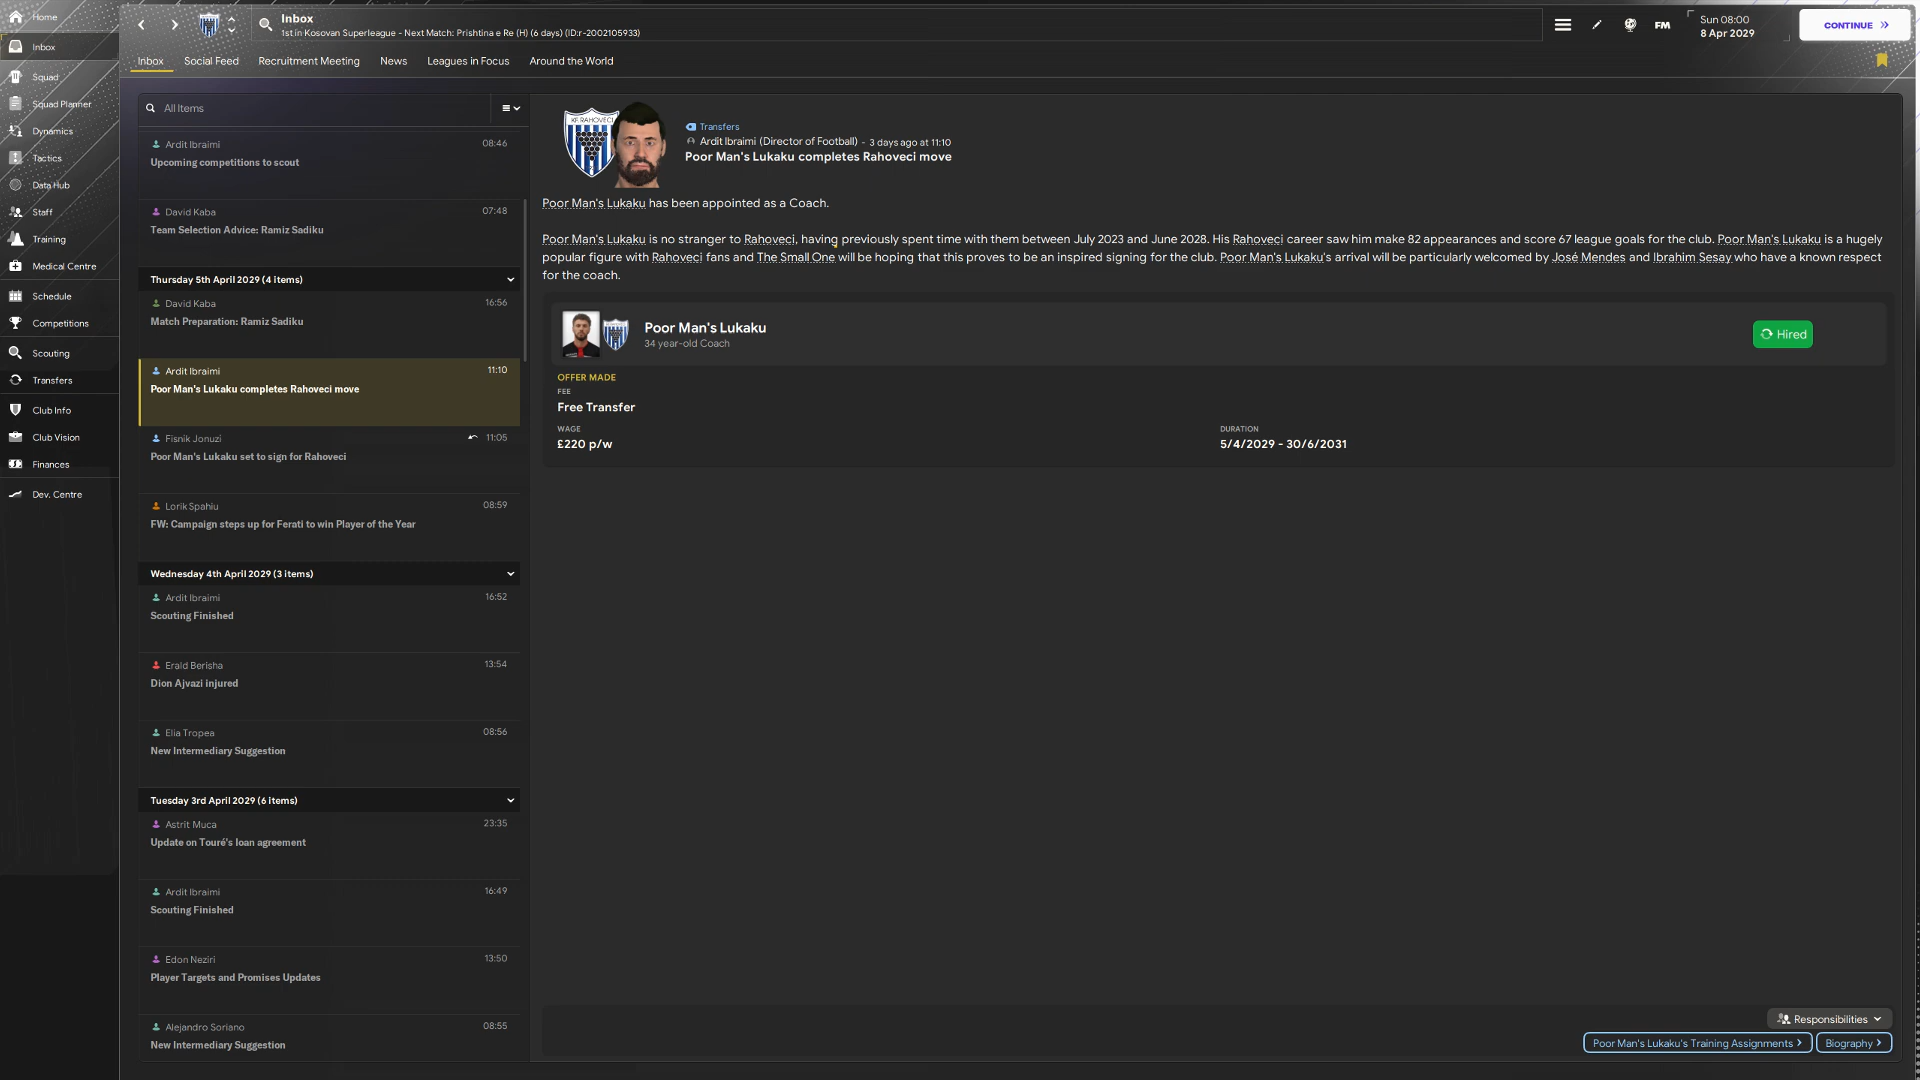 Home
Inbox
Squad
Squad Planner
Dynamics
Tactics
Data Hub
Staff
Training
Medical Centre
Schedule
Competitions
Scouting
Transfers
Club Info
Club Vision
Finances
Dev. Centre
Inbox
1st in Kosovan Superleague - Next Match: Prishtina e Re (H) (6 days) (ID:r-2002105933)
FM
Sun 08:00
8 Apr 2029
CONTINUE
Inbox Social Feed Recruitment Meeting News Leagues in Focus Around the World
All Items
Ardit Ibraimi 08:46
Upcoming competitions to scout
David Kaba 07:48
Team Selection Advice: Ramiz Sadiku
Thursday 5th April 2029 (4 items)
David Kaba 16:56
Match Preparation: Ramiz Sadiku
Ardit Ibraimi 11:10
Poor Man's Lukaku completes Rahoveci move
Fisnik Jonuzi 11:05
Poor Man's Lukaku set to sign for Rahoveci
Lorik Spahiu 08:59
FW: Campaign steps up for Ferati to win Player of the Year
Wednesday 4th April 2029 (3 items)
Ardit Ibraimi 16:52
Scouting Finished
Erald Berisha 13:54
Dion Ajvazi injured
Elia Tropea 08:56
New Intermediary Suggestion
Tuesday 3rd April 2029 (6 items)
Astrit Muca 23:35
Update on Touré's loan agreement
Ardit Ibraimi 16:49
Scouting Finished
Edon Neziri 13:50
Player Targets and Promises Updates
Alejandro Soriano 08:55
New Intermediary Suggestion
KF. RAHOVECI
Transfers
Ardit Ibraimi (Director of Football) - 3 days ago at 11:10
Poor Man's Lukaku completes Rahoveci move
Poor Man's Lukaku has been appointed as a Coach.
Poor Man's Lukaku is no stranger to Rahoveci, having previously spent time with them between July 2023 and June 2028. His Rahoveci career saw him make 82 appearances and score 67 league goals for the club. Poor Man's Lukaku is a hugely
popular figure with Rahoveci fans and The Small One will be hoping that this proves to be an inspired signing for the club. Poor Man's Lukaku's arrival will be particularly welcomed by José Mendes and Ibrahim Sesay who have a known respect
for the coach.
Poor Man's Lukaku
34 year-old Coach
Hired
OFFER MADE
FEE
Free Transfer
WAGE DURATION
£220 p/w 5/4/2029 - 30/6/2031
Responsibilities
Poor Man's Lukaku's Training Assignments Biography